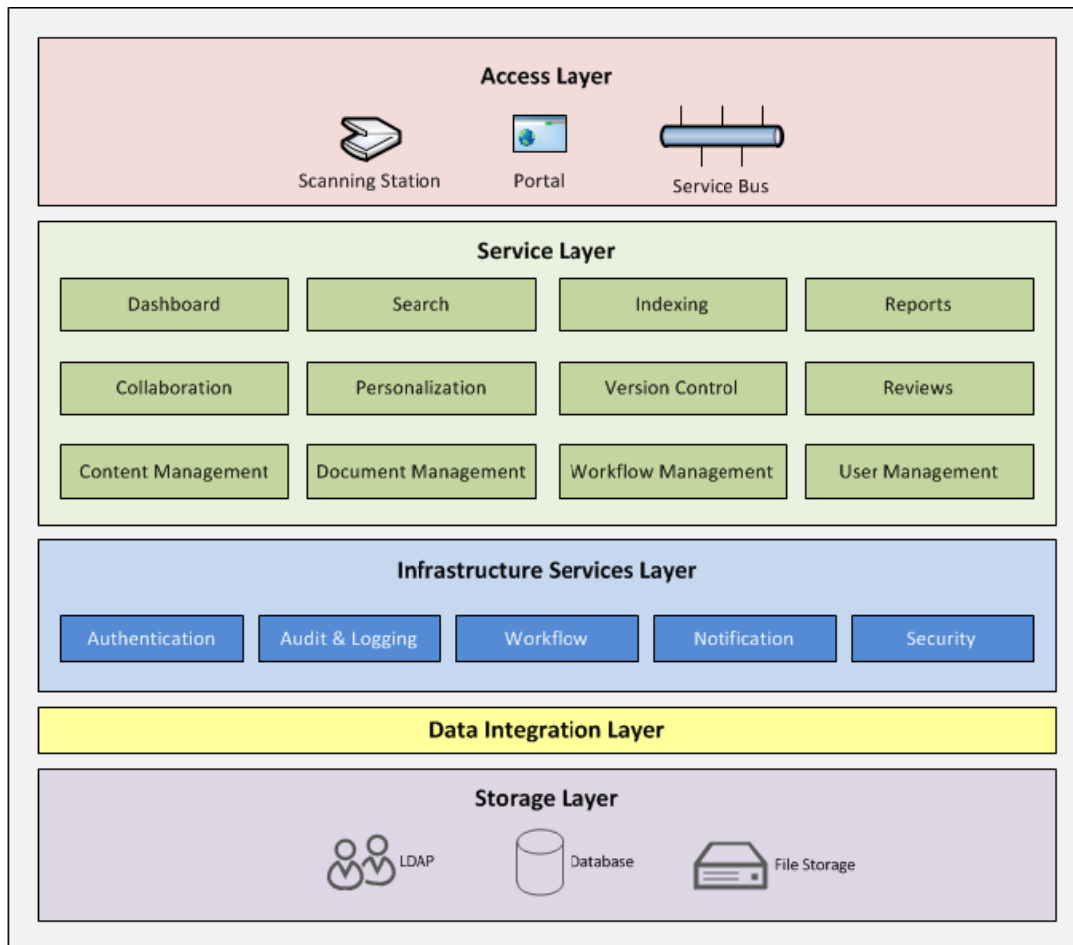 Access Layer
Scanning Station
Portal
Service Bus
Service Layer
Dashboard
Search
Indexing
Reports
Collaboration
Personalization
Version Control
Reviews
Content Management
Document Management
Workflow Management
User Management
Infrastructure Services Layer
Authentication
Audit & Logging
Workflow
Notification
Security
Data Integration Layer
Storage Layer
LDAP
Database
File Storage